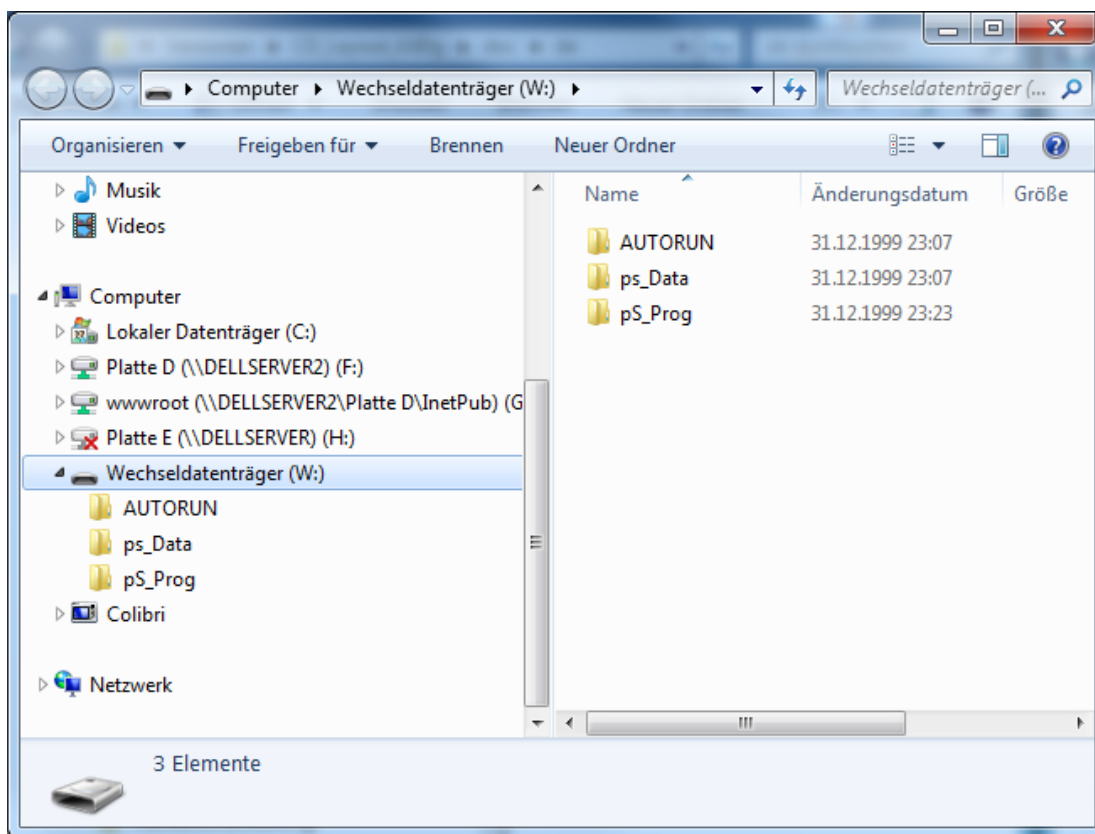 Computer Wechseldatenträger (W:)
Wechseldatenträger (...
Organisieren Freigeben für Brennen Neuer Ordner
Musik
Videos
Computer
Lokaler Datenträger (C:)
Platte D (\\DELLSERVER2) (F:)
wwwroot (\\DELLSERVER2\Platte D\InetPub) (G
Platte E (\\DELLSERVER) (H:)
Wechseldatenträger (W:)
AUTORUN
ps_Data
pS_Prog
Colibri
Netzwerk
Name Änderungsdatum Größe
AUTORUN 31.12.1999 23:07
ps_Data 31.12.1999 23:07
pS_Prog 31.12.1999 23:23
3 Elemente